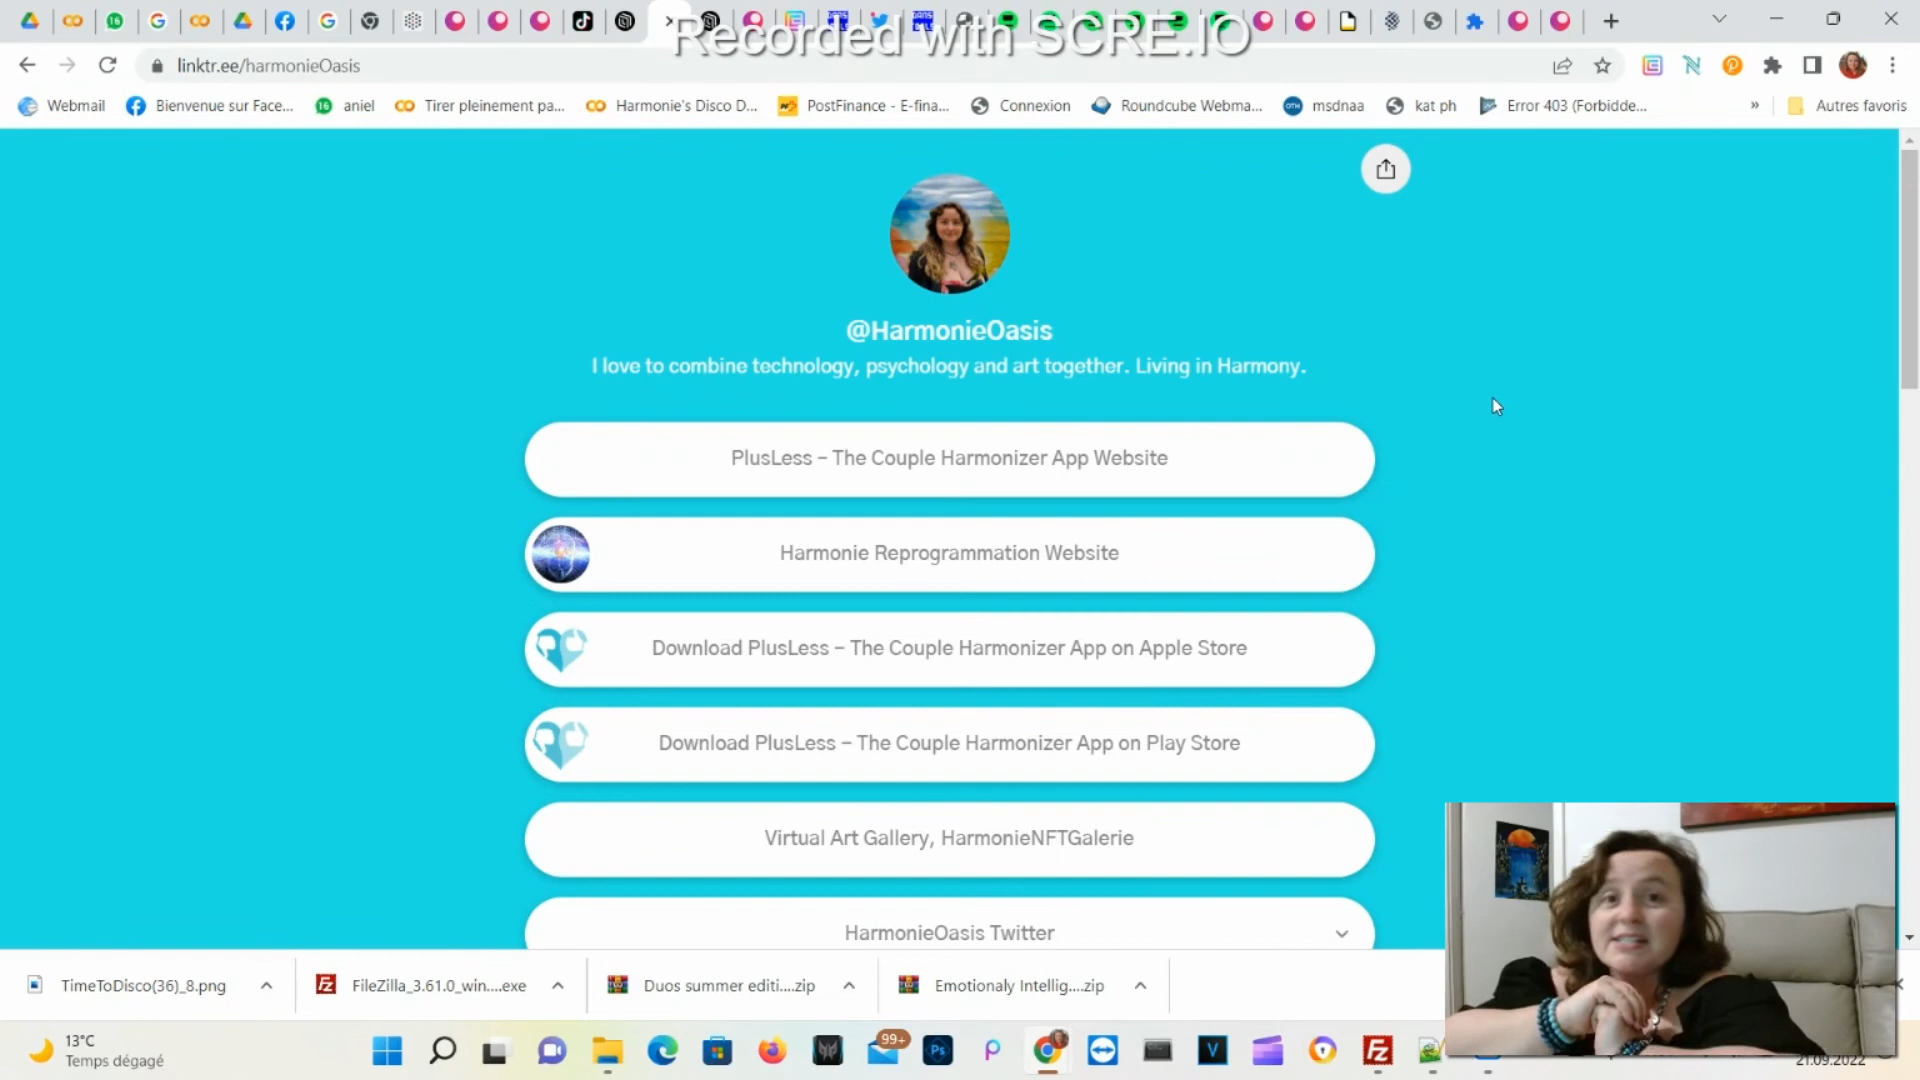 Recorded with SCRE.IO
linktr.ee/harmonieOasis
Webmail
Bienvenue sur Face...
16
aniel
Tirer pleinement pa...
Harmonie's Disco D...
PostFinance - E-fina...
Connexion
Roundcube Webma...
msdnaa
kat ph
Error 403 (Forbidde...
»
Autres favoris
@HarmonieOasis
I love to combine technology, psychology and art together. Living in Harmony.
PlusLess – The Couple Harmonizer App Website
Harmonie Reprogrammation Website
Download PlusLess – The Couple Harmonizer App on Apple Store
Download PlusLess – The Couple Harmonizer App on Play Store
Virtual Art Gallery, HarmonieNFTGalerie
HarmonieOasis Twitter
TimeToDisco(36)_8.png
FileZilla_3.61.0_win....exe
Duos summer editi....zip
Emotionaly Intellig....zip
13°C
Temps dégagé
99+
Ps
V
Fz
21.09.2022